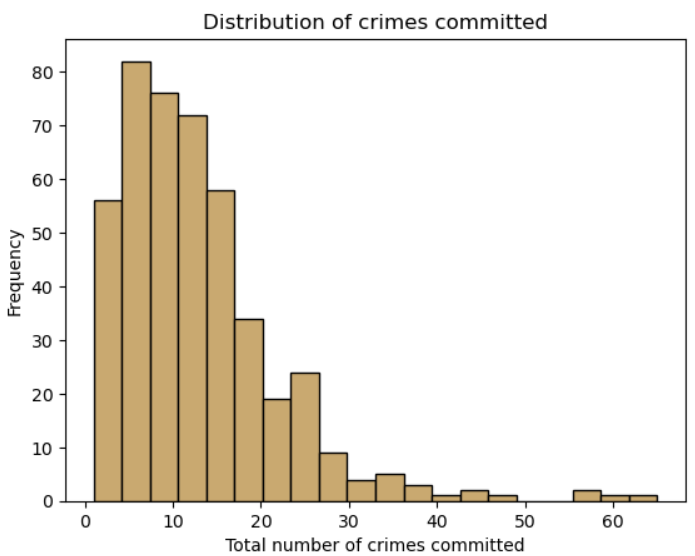 Distribution of crimes committed
80
70
60
50
40
30
20
10
0
Frequency
0 10 20 30 40 50 60
Total number of crimes committed